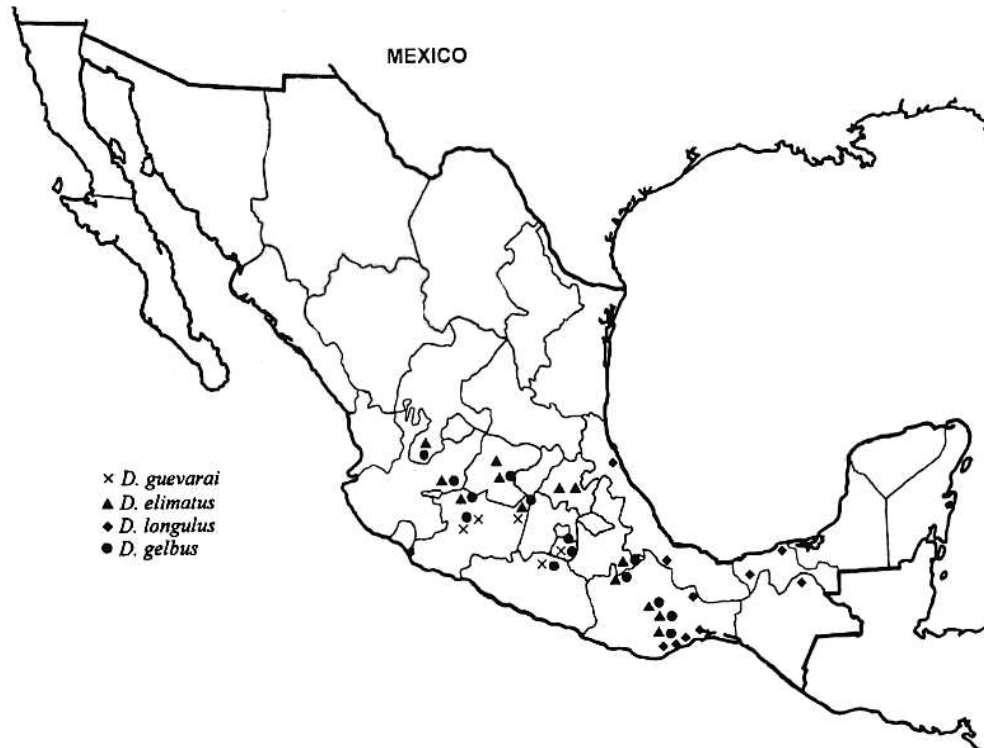 MEXICO
× D. guevarai
▲ D. elimatus
◆ D. longulus
● D. gelbus